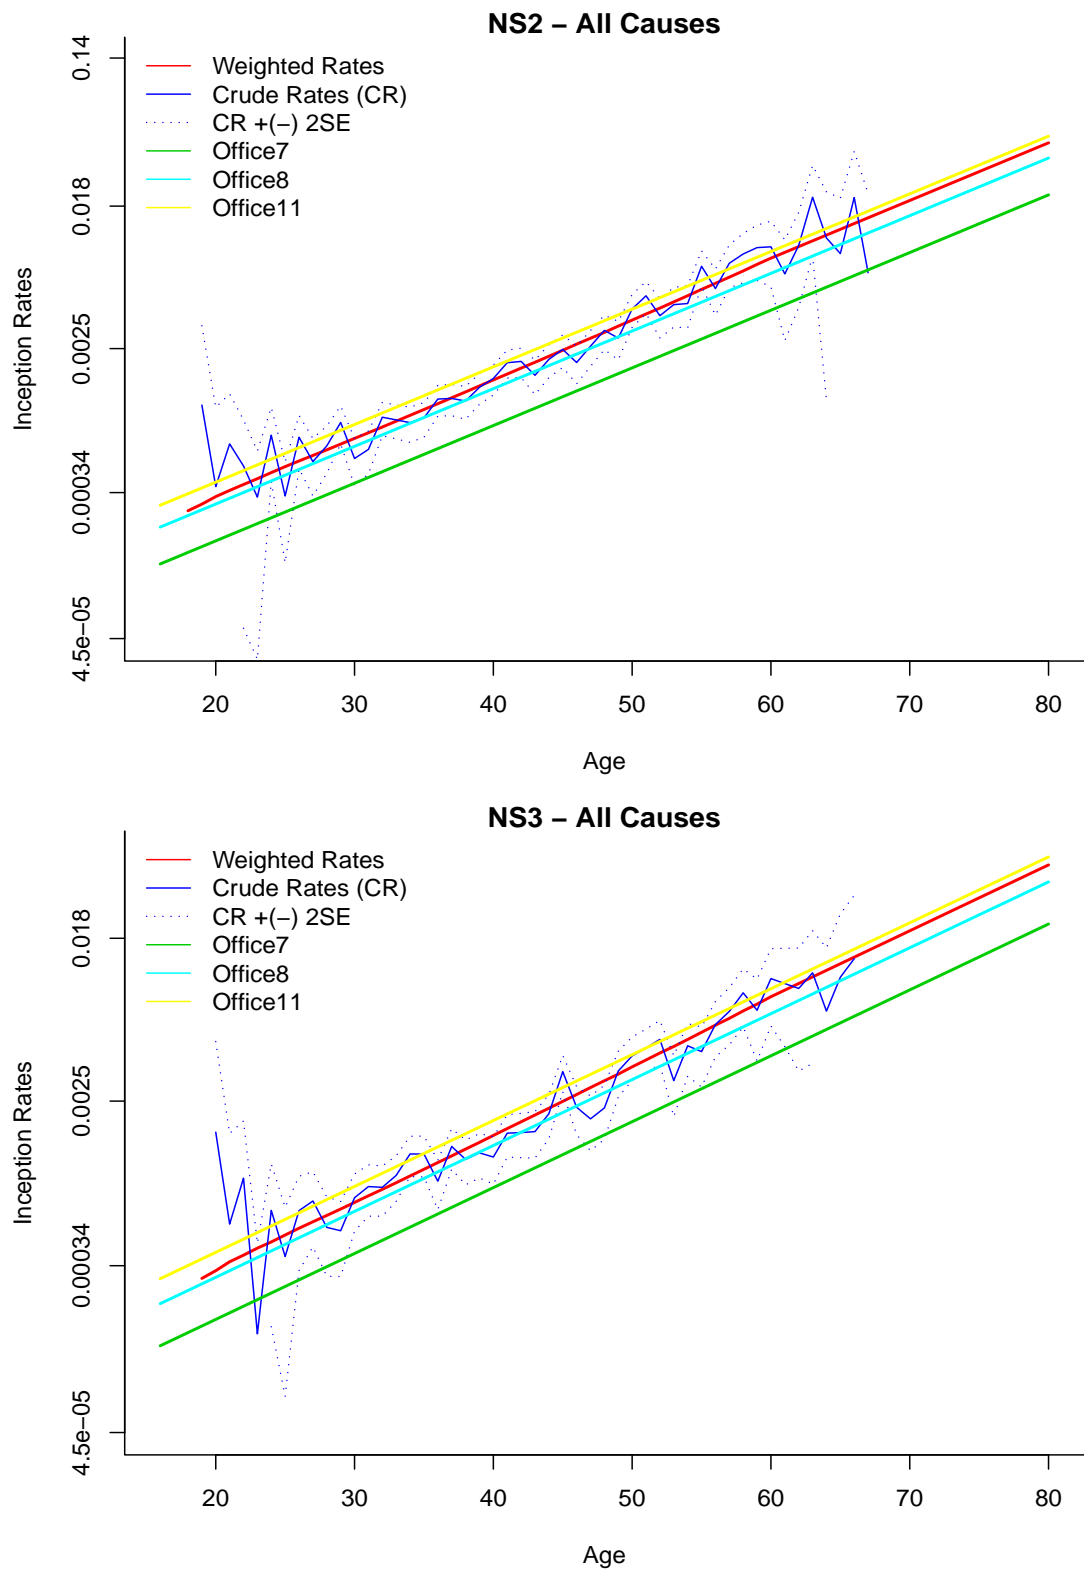 NS2 – All Causes
Weighted Rates
Crude Rates (CR)
CR +(−) 2SE
Office7
Office8
Office11
Inception Rates
0.14
0.018
0.0025
0.00034
4.5e−05
20 30 40 50 60 70 80
Age
NS3 – All Causes
Weighted Rates
Crude Rates (CR)
CR +(−) 2SE
Office7
Office8
Office11
Inception Rates
0.018
0.0025
0.00034
4.5e−05
20 30 40 50 60 70 80
Age